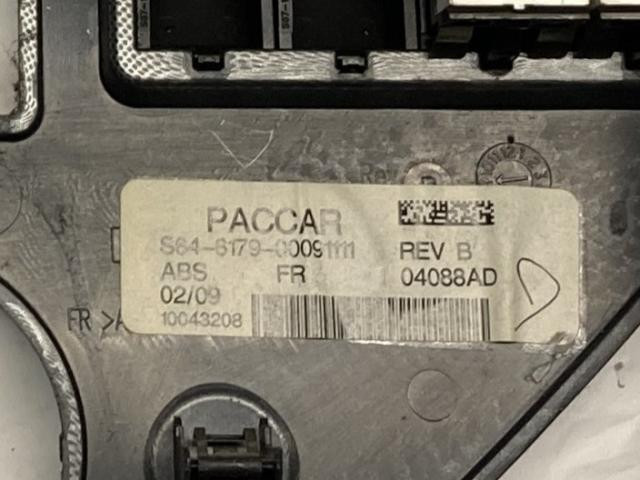 PACCAR
S64-6179-00091111 REV B
ABS FR 04088AD
02/09
10043208
D
FR >A